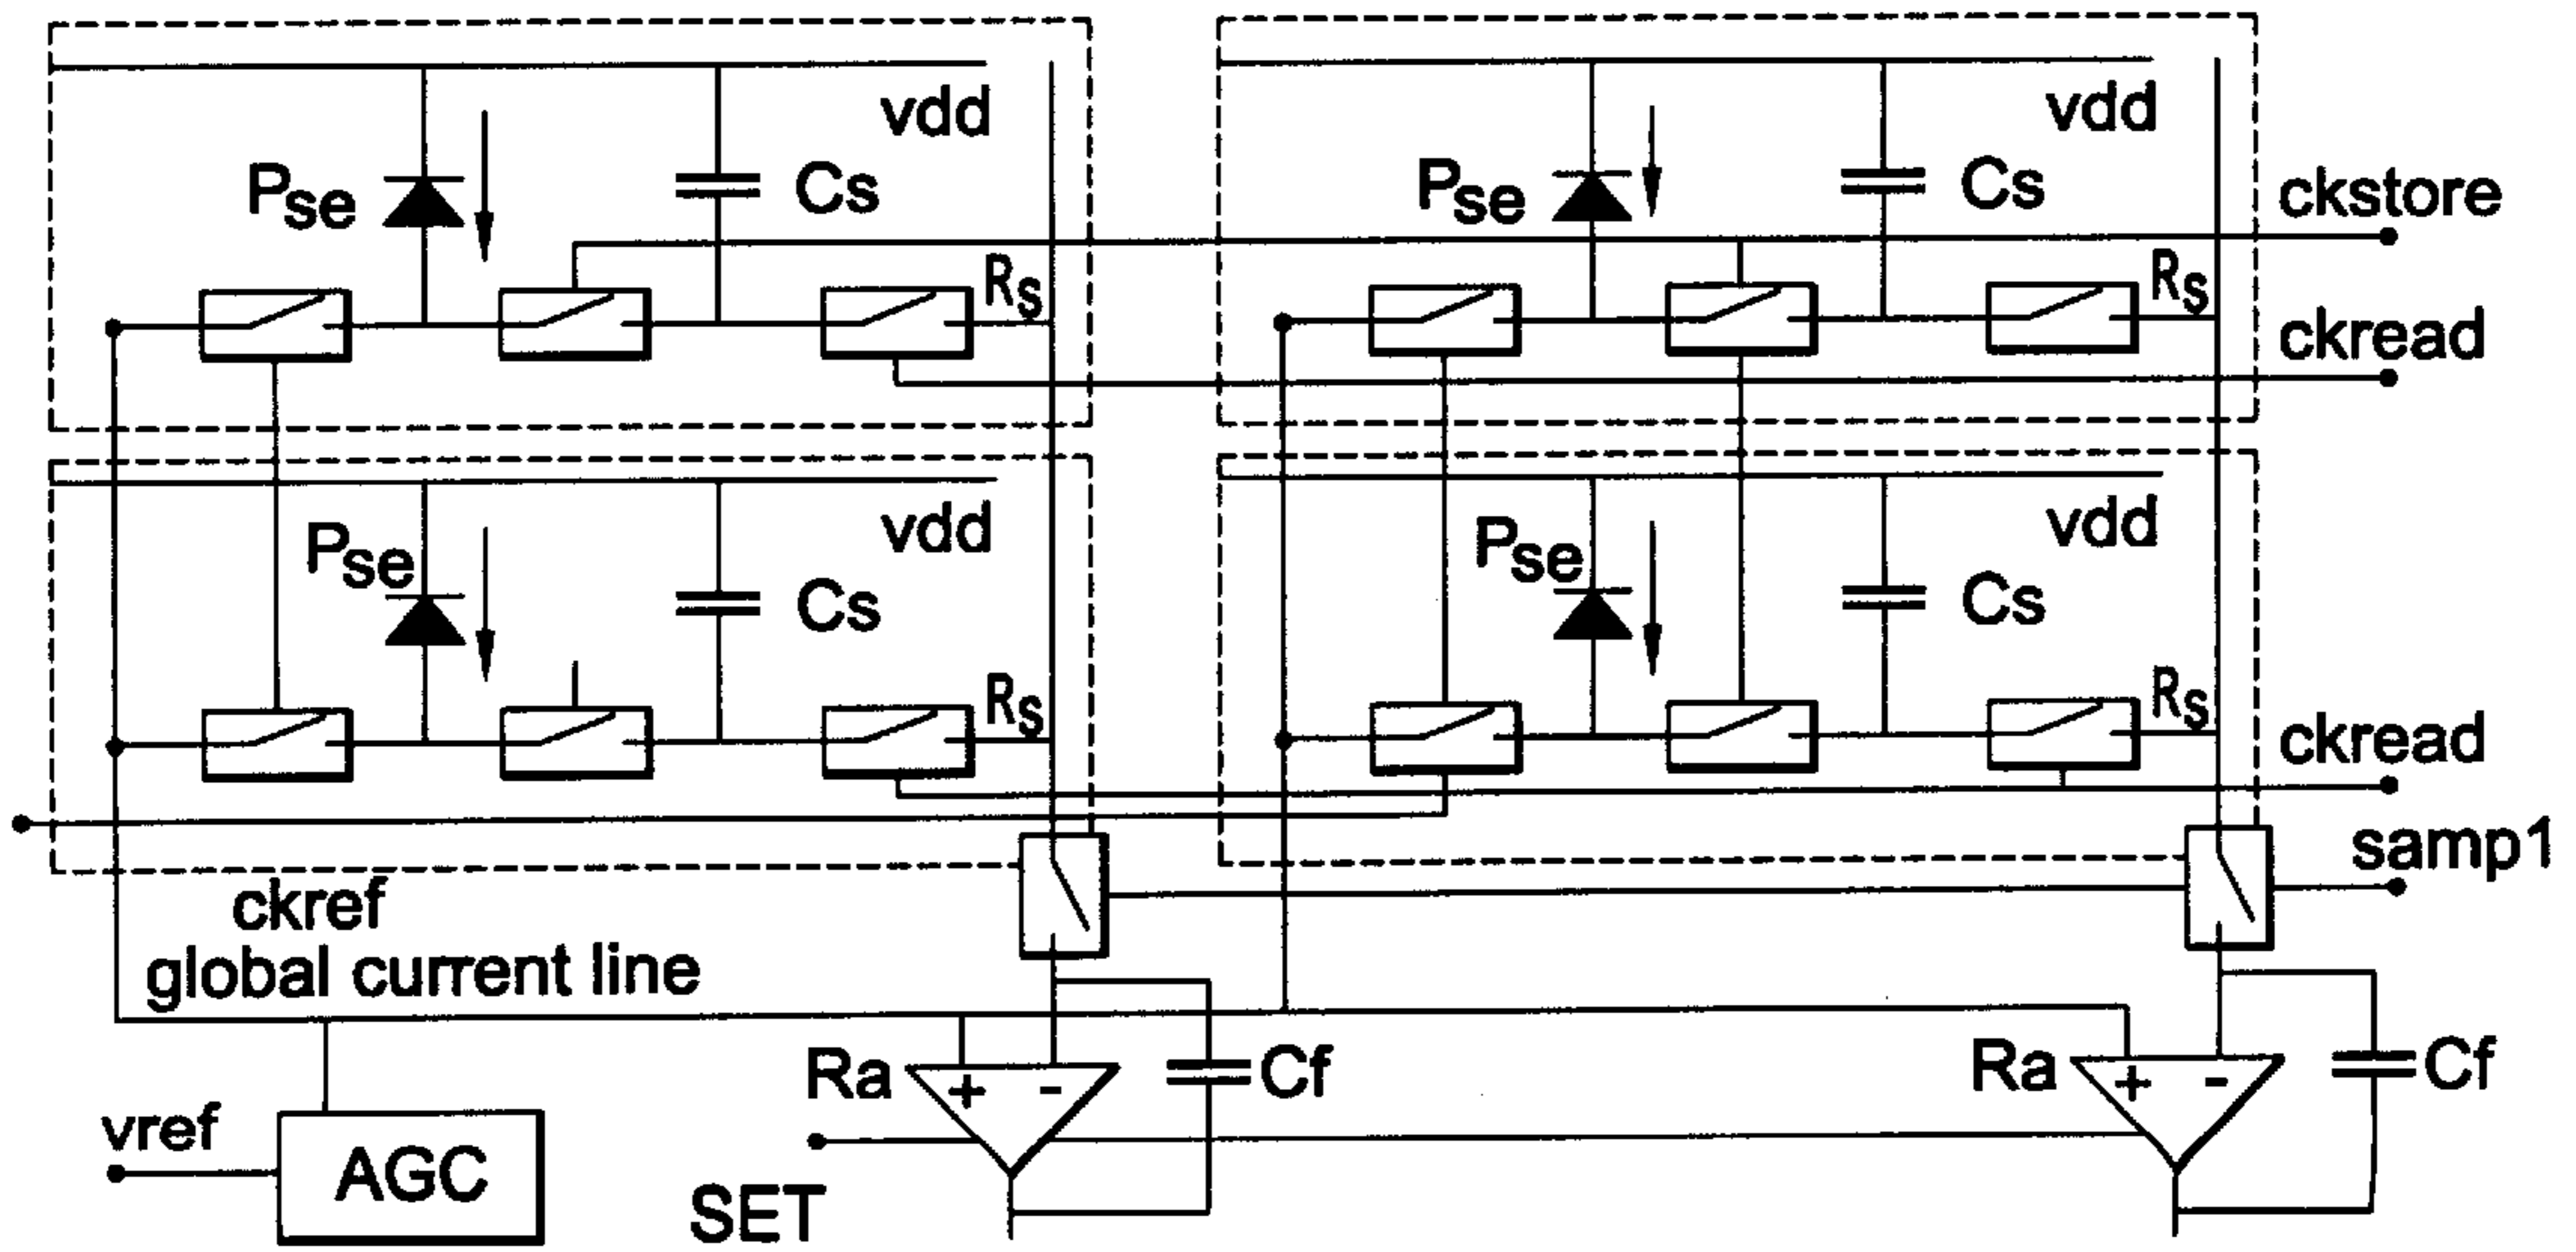 vdd
vdd
Pse
Cs
Pse
Cs
ckstore
Rs
Rs
ckread
vdd
vdd
Pse
Cs
Pse
Cs
Rs
Rs
ckread
samp1
ckref
global current line
Ra
+ -
Cf
Ra
+ -
Cf
vref
AGC
SET